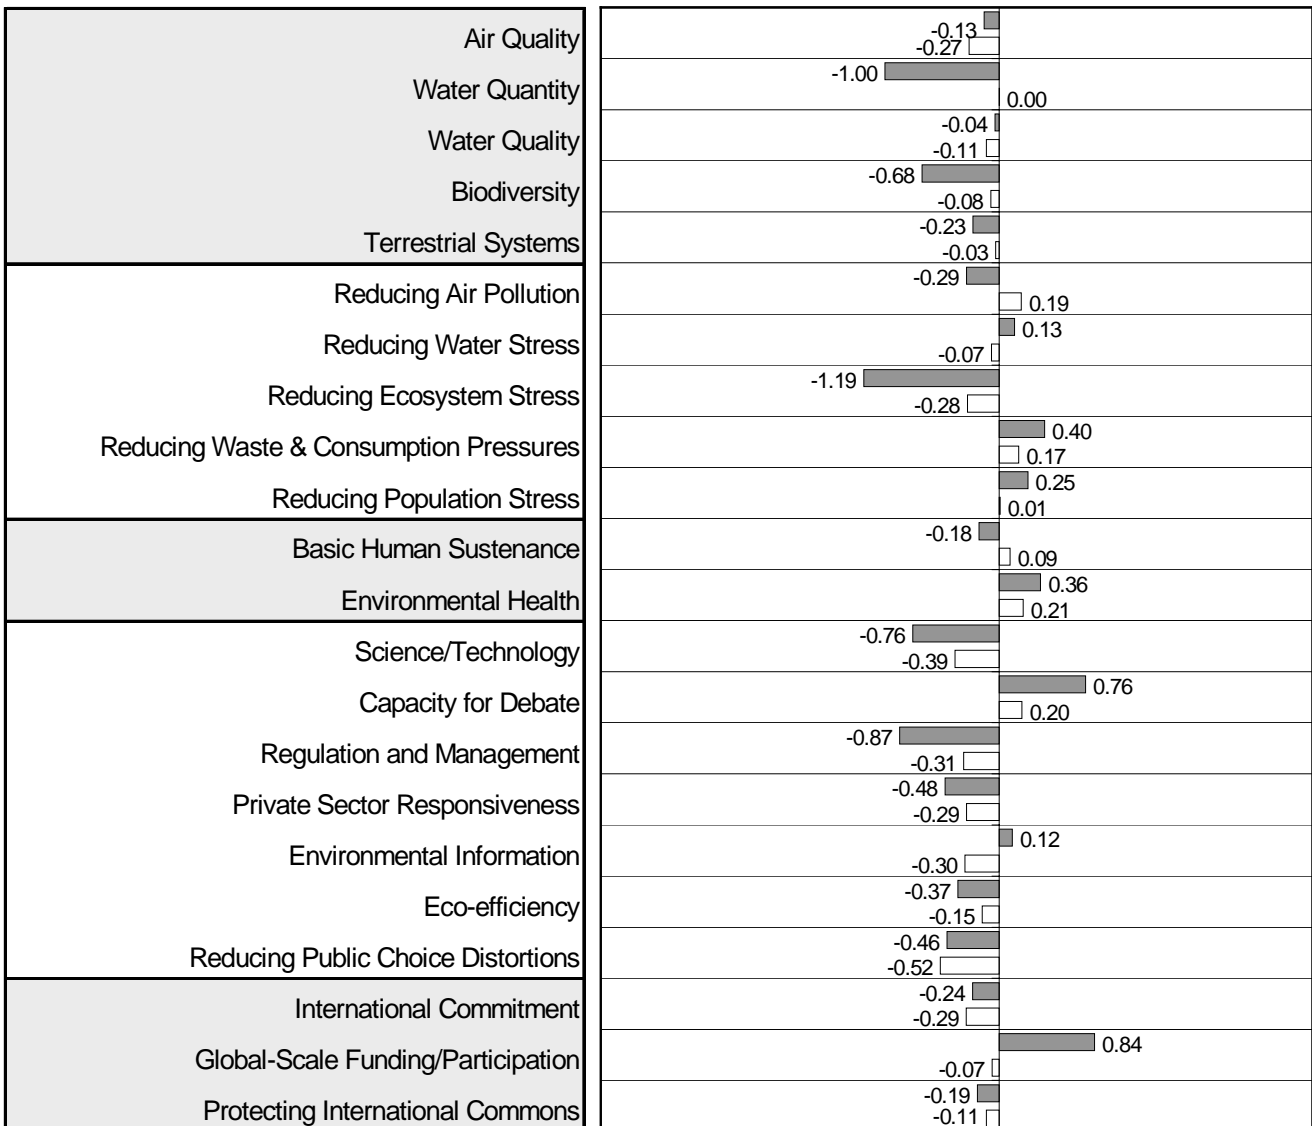 Air Quality
-0.13
-0.27
Water Quantity
-1.00
0.00
Water Quality
-0.04
-0.11
Biodiversity
-0.68
-0.08
Terrestrial Systems
-0.23
-0.03
Reducing Air Pollution
-0.29
0.19
Reducing Water Stress
0.13
-0.07
Reducing Ecosystem Stress
-1.19
-0.28
Reducing Waste & Consumption Pressures
0.40
0.17
Reducing Population Stress
0.25
0.01
Basic Human Sustenance
-0.18
0.09
Environmental Health
0.36
0.21
Science/Technology
-0.76
-0.39
Capacity for Debate
0.76
0.20
Regulation and Management
-0.87
-0.31
Private Sector Responsiveness
-0.48
-0.29
Environmental Information
0.12
-0.30
Eco-efficiency
-0.37
-0.15
Reducing Public Choice Distortions
-0.46
-0.52
International Commitment
-0.24
-0.29
Global-Scale Funding/Participation
0.84
-0.07
Protecting International Commons
-0.19
-0.11